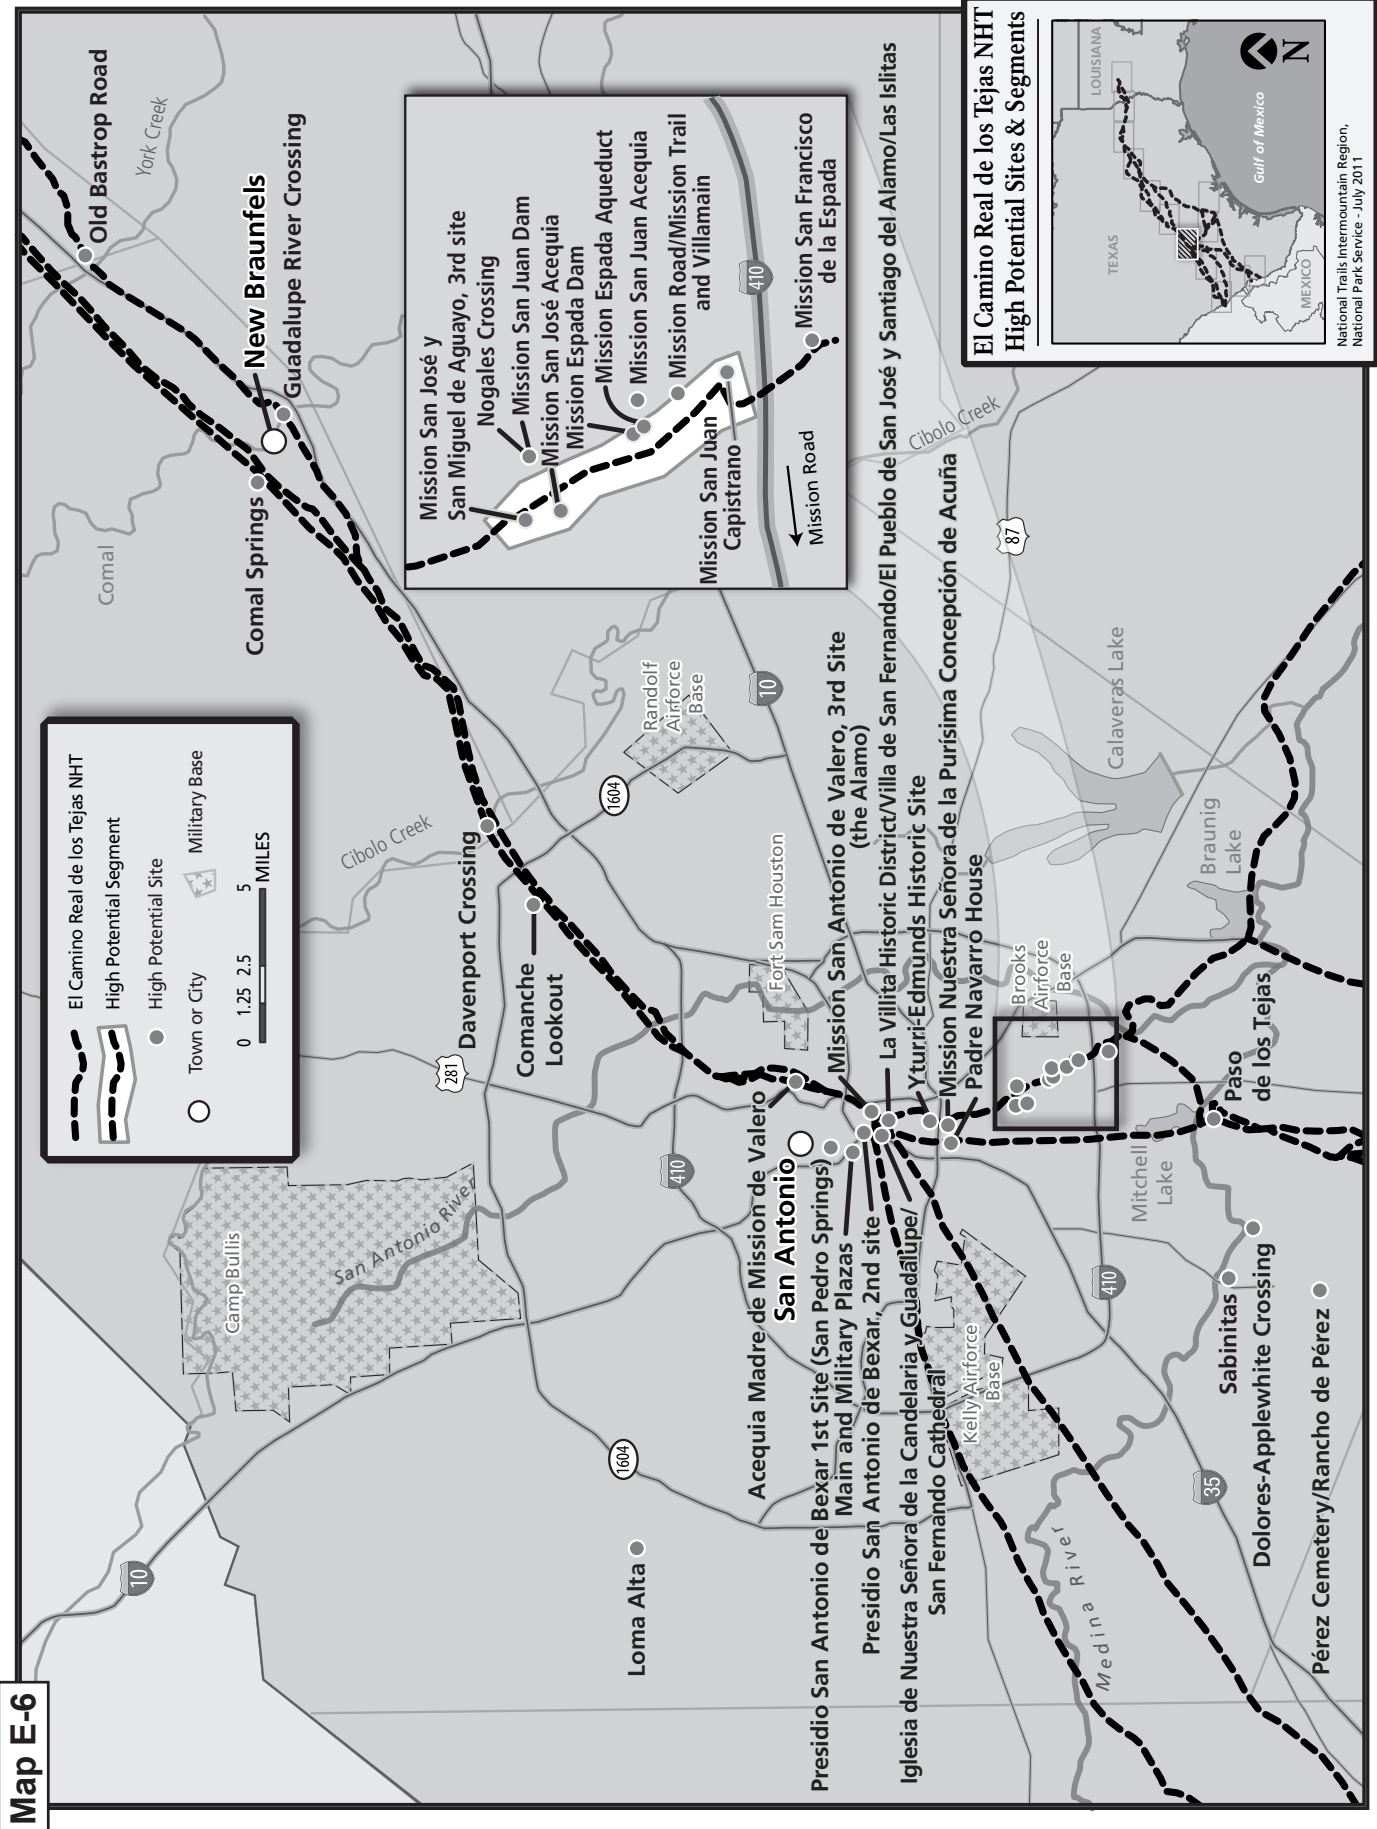 Map E-6
El Camino Real de los Tejas NHT
High Potential Segment
High Potential Site
Town or City
Military Base
0 1.25 2.5 5
MILES
Old Bastrop Road
York Creek
New Braunfels
Guadalupe River Crossing
Comal Springs
Comal
Davenport Crossing
Cibolo Creek
Comanche
Lookout
281
1604
Randolf
Airforce
Base
10
Fort Sam Houston
Camp Bullis
San Antonio River
410
10
1604
Loma Alta
Acequia Madre de Mission de Valero
San Antonio
Presidio San Antonio de Bexar 1st Site (San Pedro Springs)
Main and Military Plazas
Presidio San Antonio de Bexar, 2nd site
Iglesia de Nuestra Señora de la Candelaria y Guadalupe/
San Fernando Cathedral
Mission San Antonio de Valero, 3rd Site
(the Alamo)
La Villita Historic District/Villa de San Fernando/El Pueblo de San José y Santiago del Alamo/Las Islitas
Yturri-Edmunds Historic Site
Mission Nuestra Señora de la Purísima Concepción de Acuña
Padre Navarro House
Kelly Airforce
Base
Brooks
Airforce
Base
Cibolo Creek
87
Calaveras Lake
Braunig
Lake
Mitchell
Lake
Paso
de los Tejas
410
35
Medina River
Sabinitas
Dolores-Applewhite Crossing
Pérez Cemetery/Rancho de Pérez
Mission San José y
San Miguel de Aguayo, 3rd site
Nogales Crossing
Mission San Juan Dam
Mission San José Acequia
Mission Espada Dam
Mission Espada Aqueduct
Mission San Juan Acequia
Mission Road/Mission Trail
and Villamain
Mission San Juan
Capistrano
410
Mission Road
Mission San Francisco
de la Espada
El Camino Real de los Tejas NHT
High Potential Sites & Segments
TEXAS
LOUISIANA
MEXICO
Gulf of Mexico
N
National Trails Intermountain Region,
National Park Service - July 2011